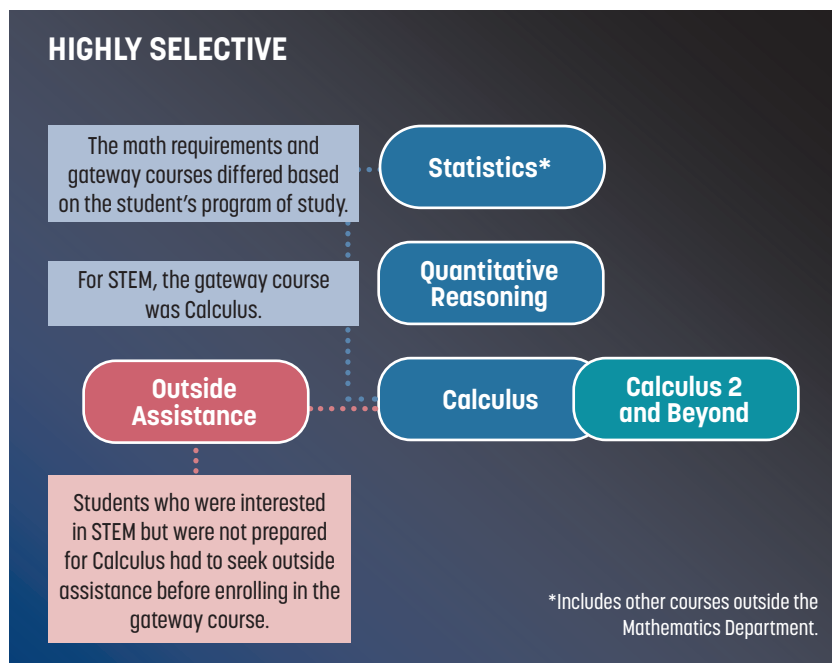 HIGHLY SELECTIVE
The math requirements and
gateway courses differed based
on the student’s program of study.
Statistics*
For STEM, the gateway course
was Calculus.
Quantitative
Reasoning
Outside
Assistance
Calculus
Calculus 2
and Beyond
Students who were interested
in STEM but were not prepared
for Calculus had to seek outside
assistance before enrolling in the
gateway course.
*Includes other courses outside the
Mathematics Department.